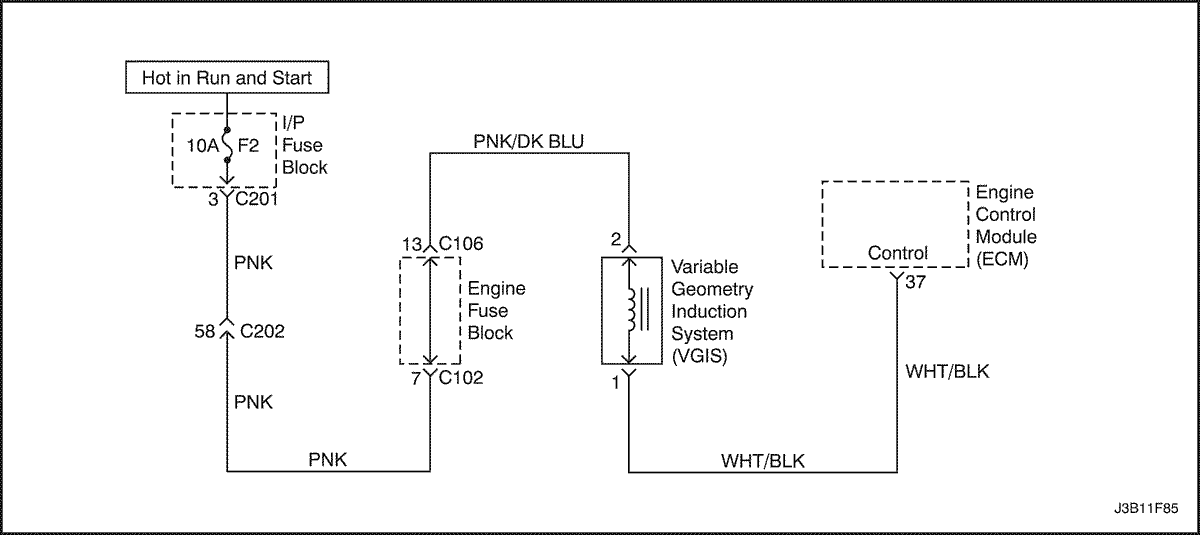 Hot in Run and Start
I/P
Fuse
Block
10A F2
3 C201
PNK
58 C202
PNK
PNK
PNK/DK BLU
13 C106
Engine
Fuse
Block
7 C102
2
Variable
Geometry
Induction
System
(VGIS)
1
WHT/BLK
Engine
Control
Module
(ECM)
Control
37
WHT/BLK
J3B11F85